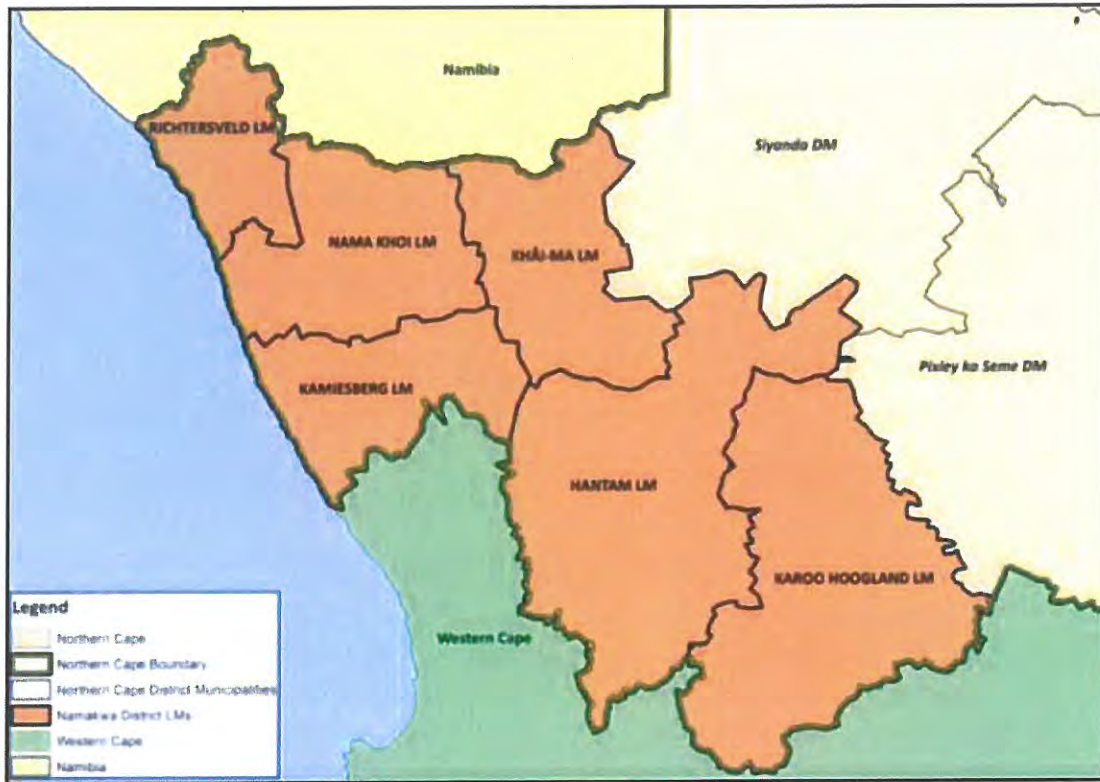 Namibia
RICHTERSVELD LM
Siyanda DM
NAMA KHOI LM
KHÂI-MA LM
Pixley ka Seme DM
KAMIESBERG LM
HANTAM LM
KAROO HOOGLAND LM
Western Cape
Legend
Northern Cape
Northern Cape Boundary
Northern Cape District Municipalities
Namakwa District LMs
Western Cape
Namibia